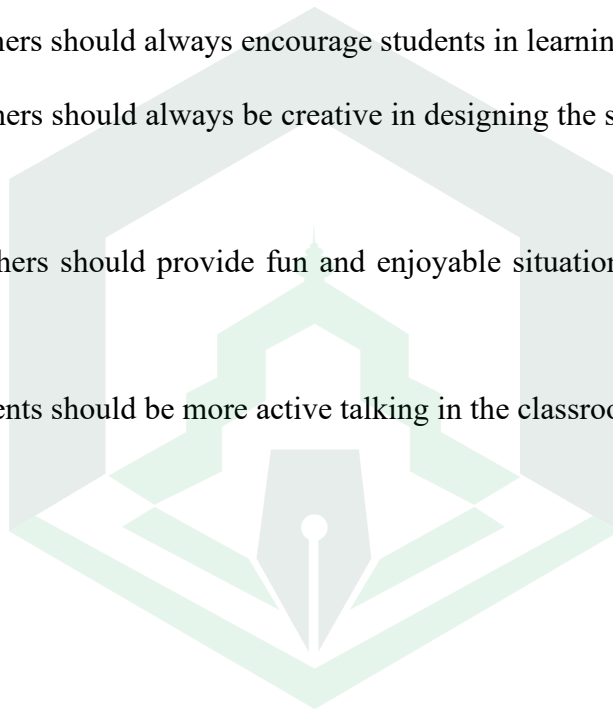 hers should always encourage students in learnin
hers should always be creative in designing the s
hers should provide fun and enjoyable situation
ents should be more active talking in the classroo